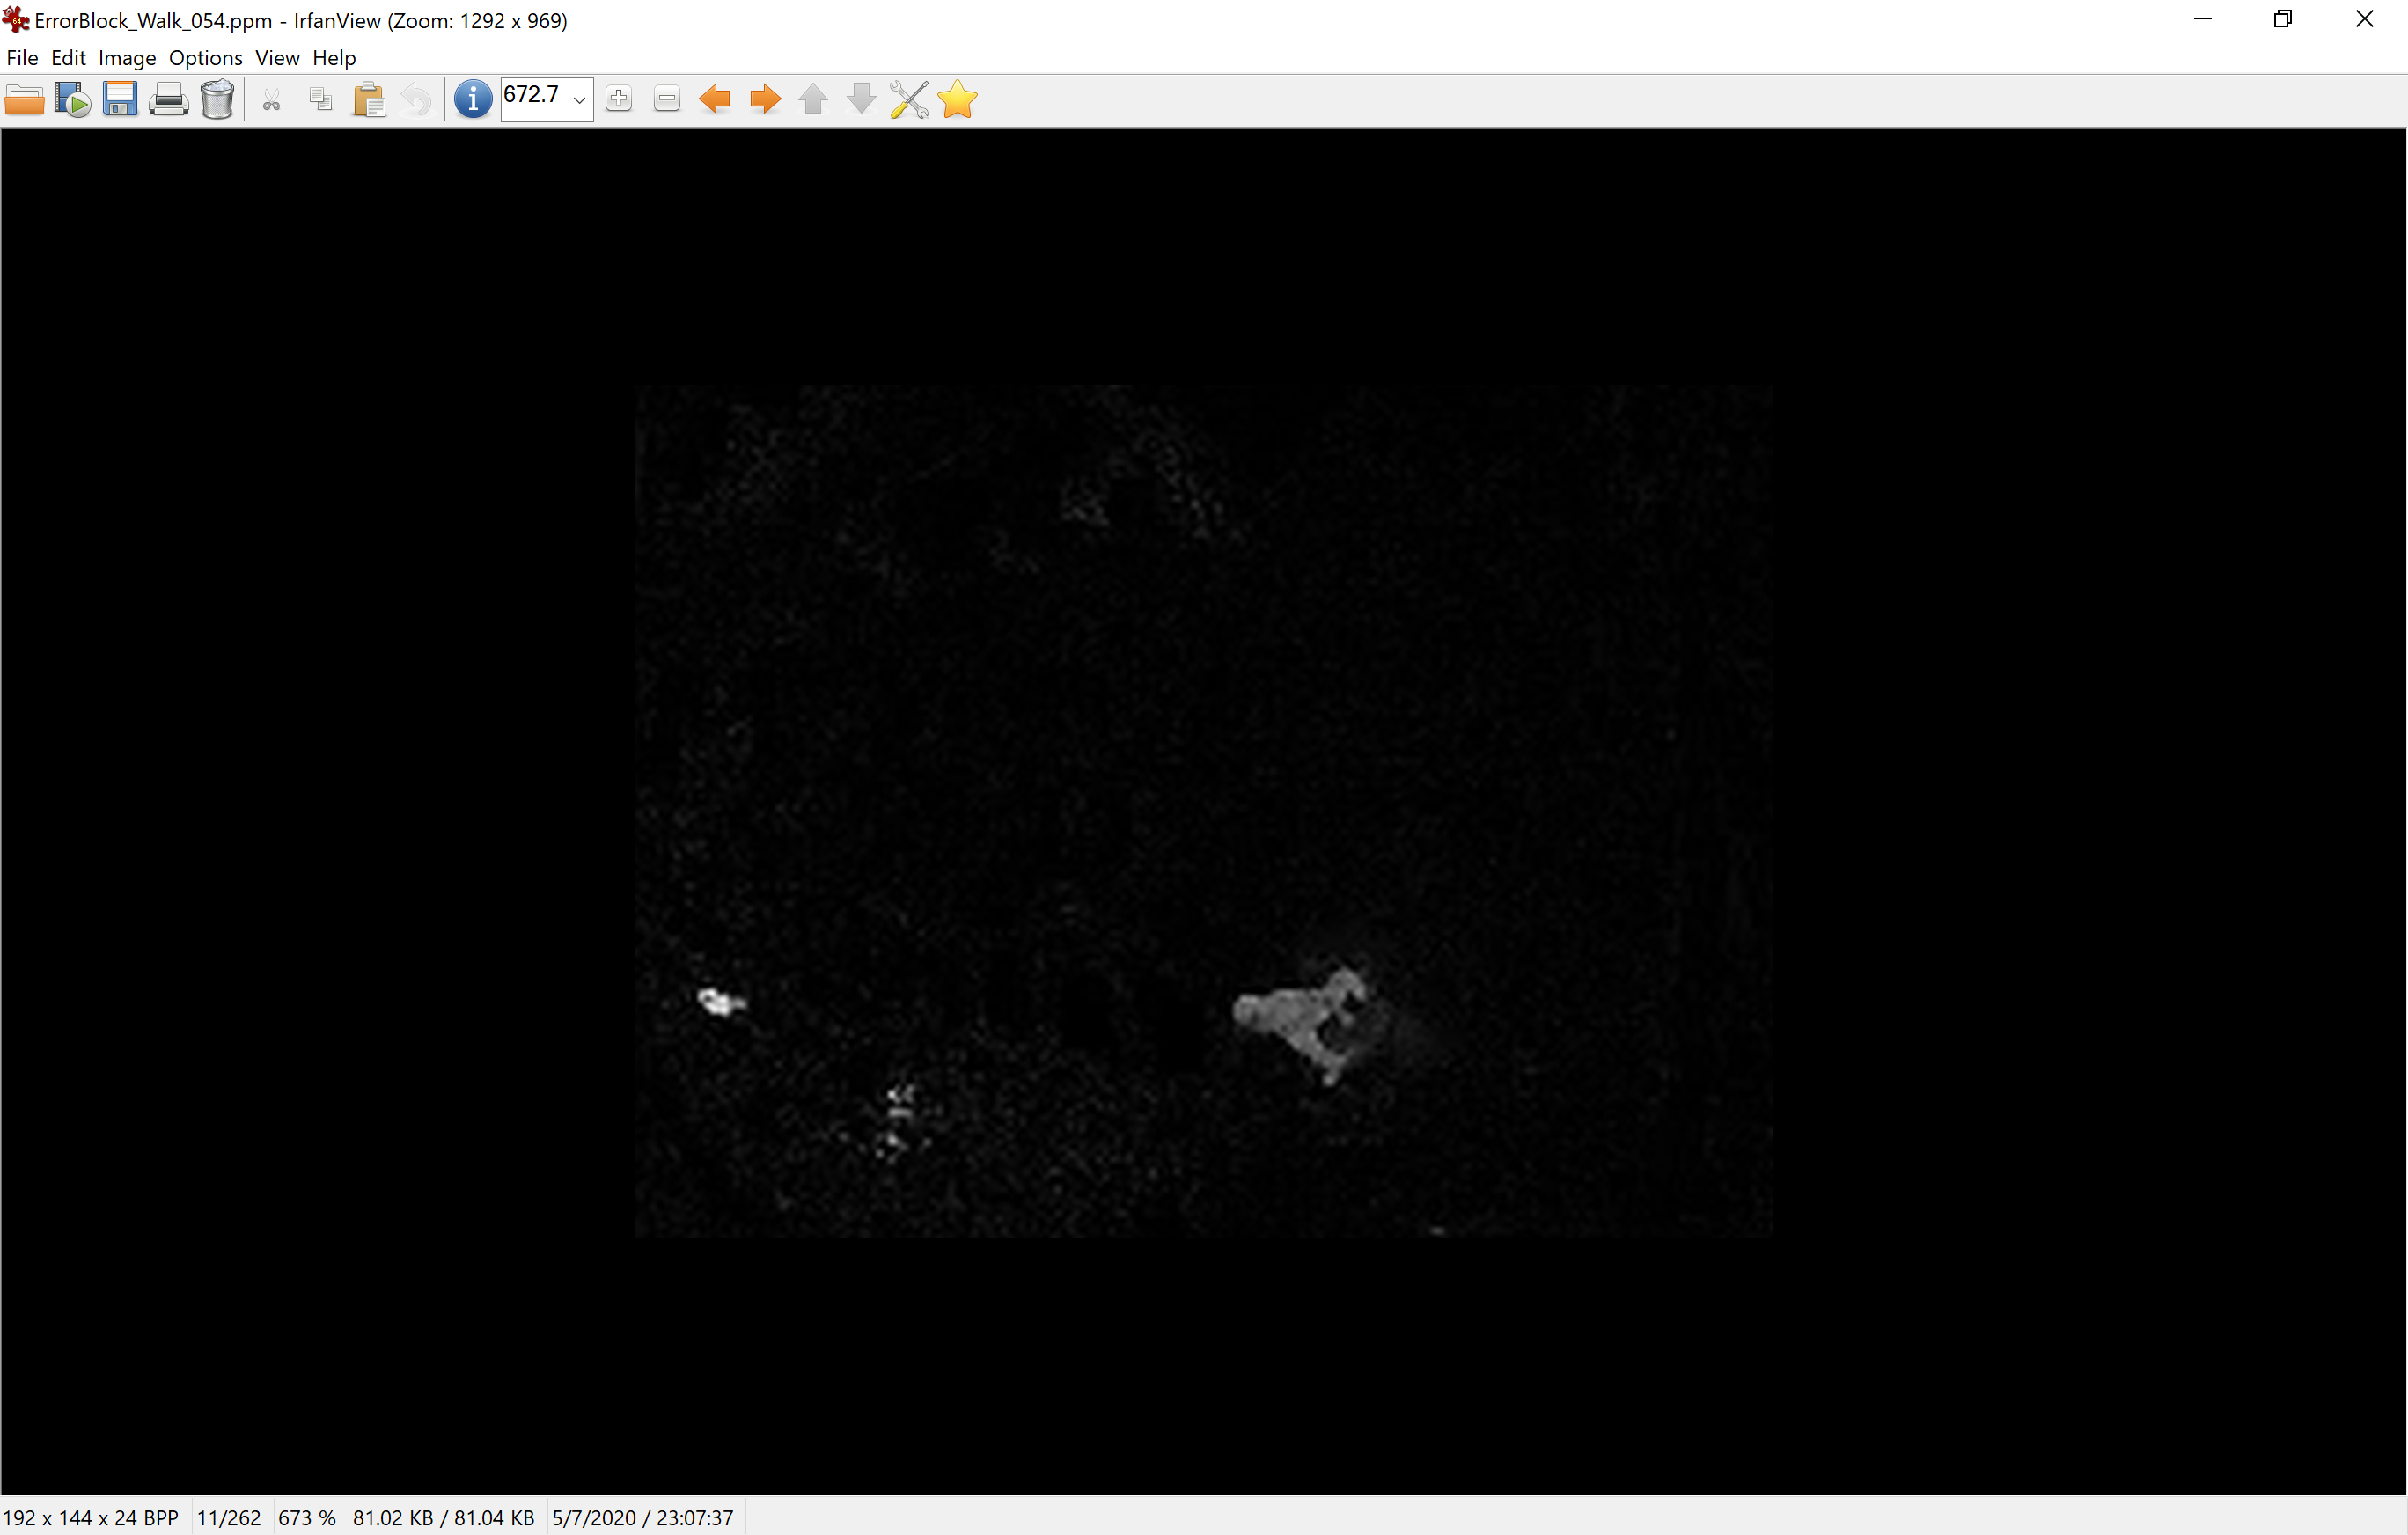 ErrorBlock_Walk_054.ppm - IrfanView (Zoom: 1292 x 969)
File Edit Image Options View Help
672.7
192 x 144 x 24 BPP 11/262 673 % 81.02 KB / 81.04 KB 5/7/2020 / 23:07:37